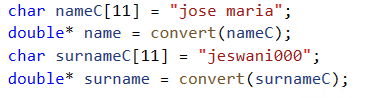 char nameC[11] = "jose maria";
double* name = convert(nameC);
char surnameC[11] = "jeswani000";
double* surname = convert(surnameC);